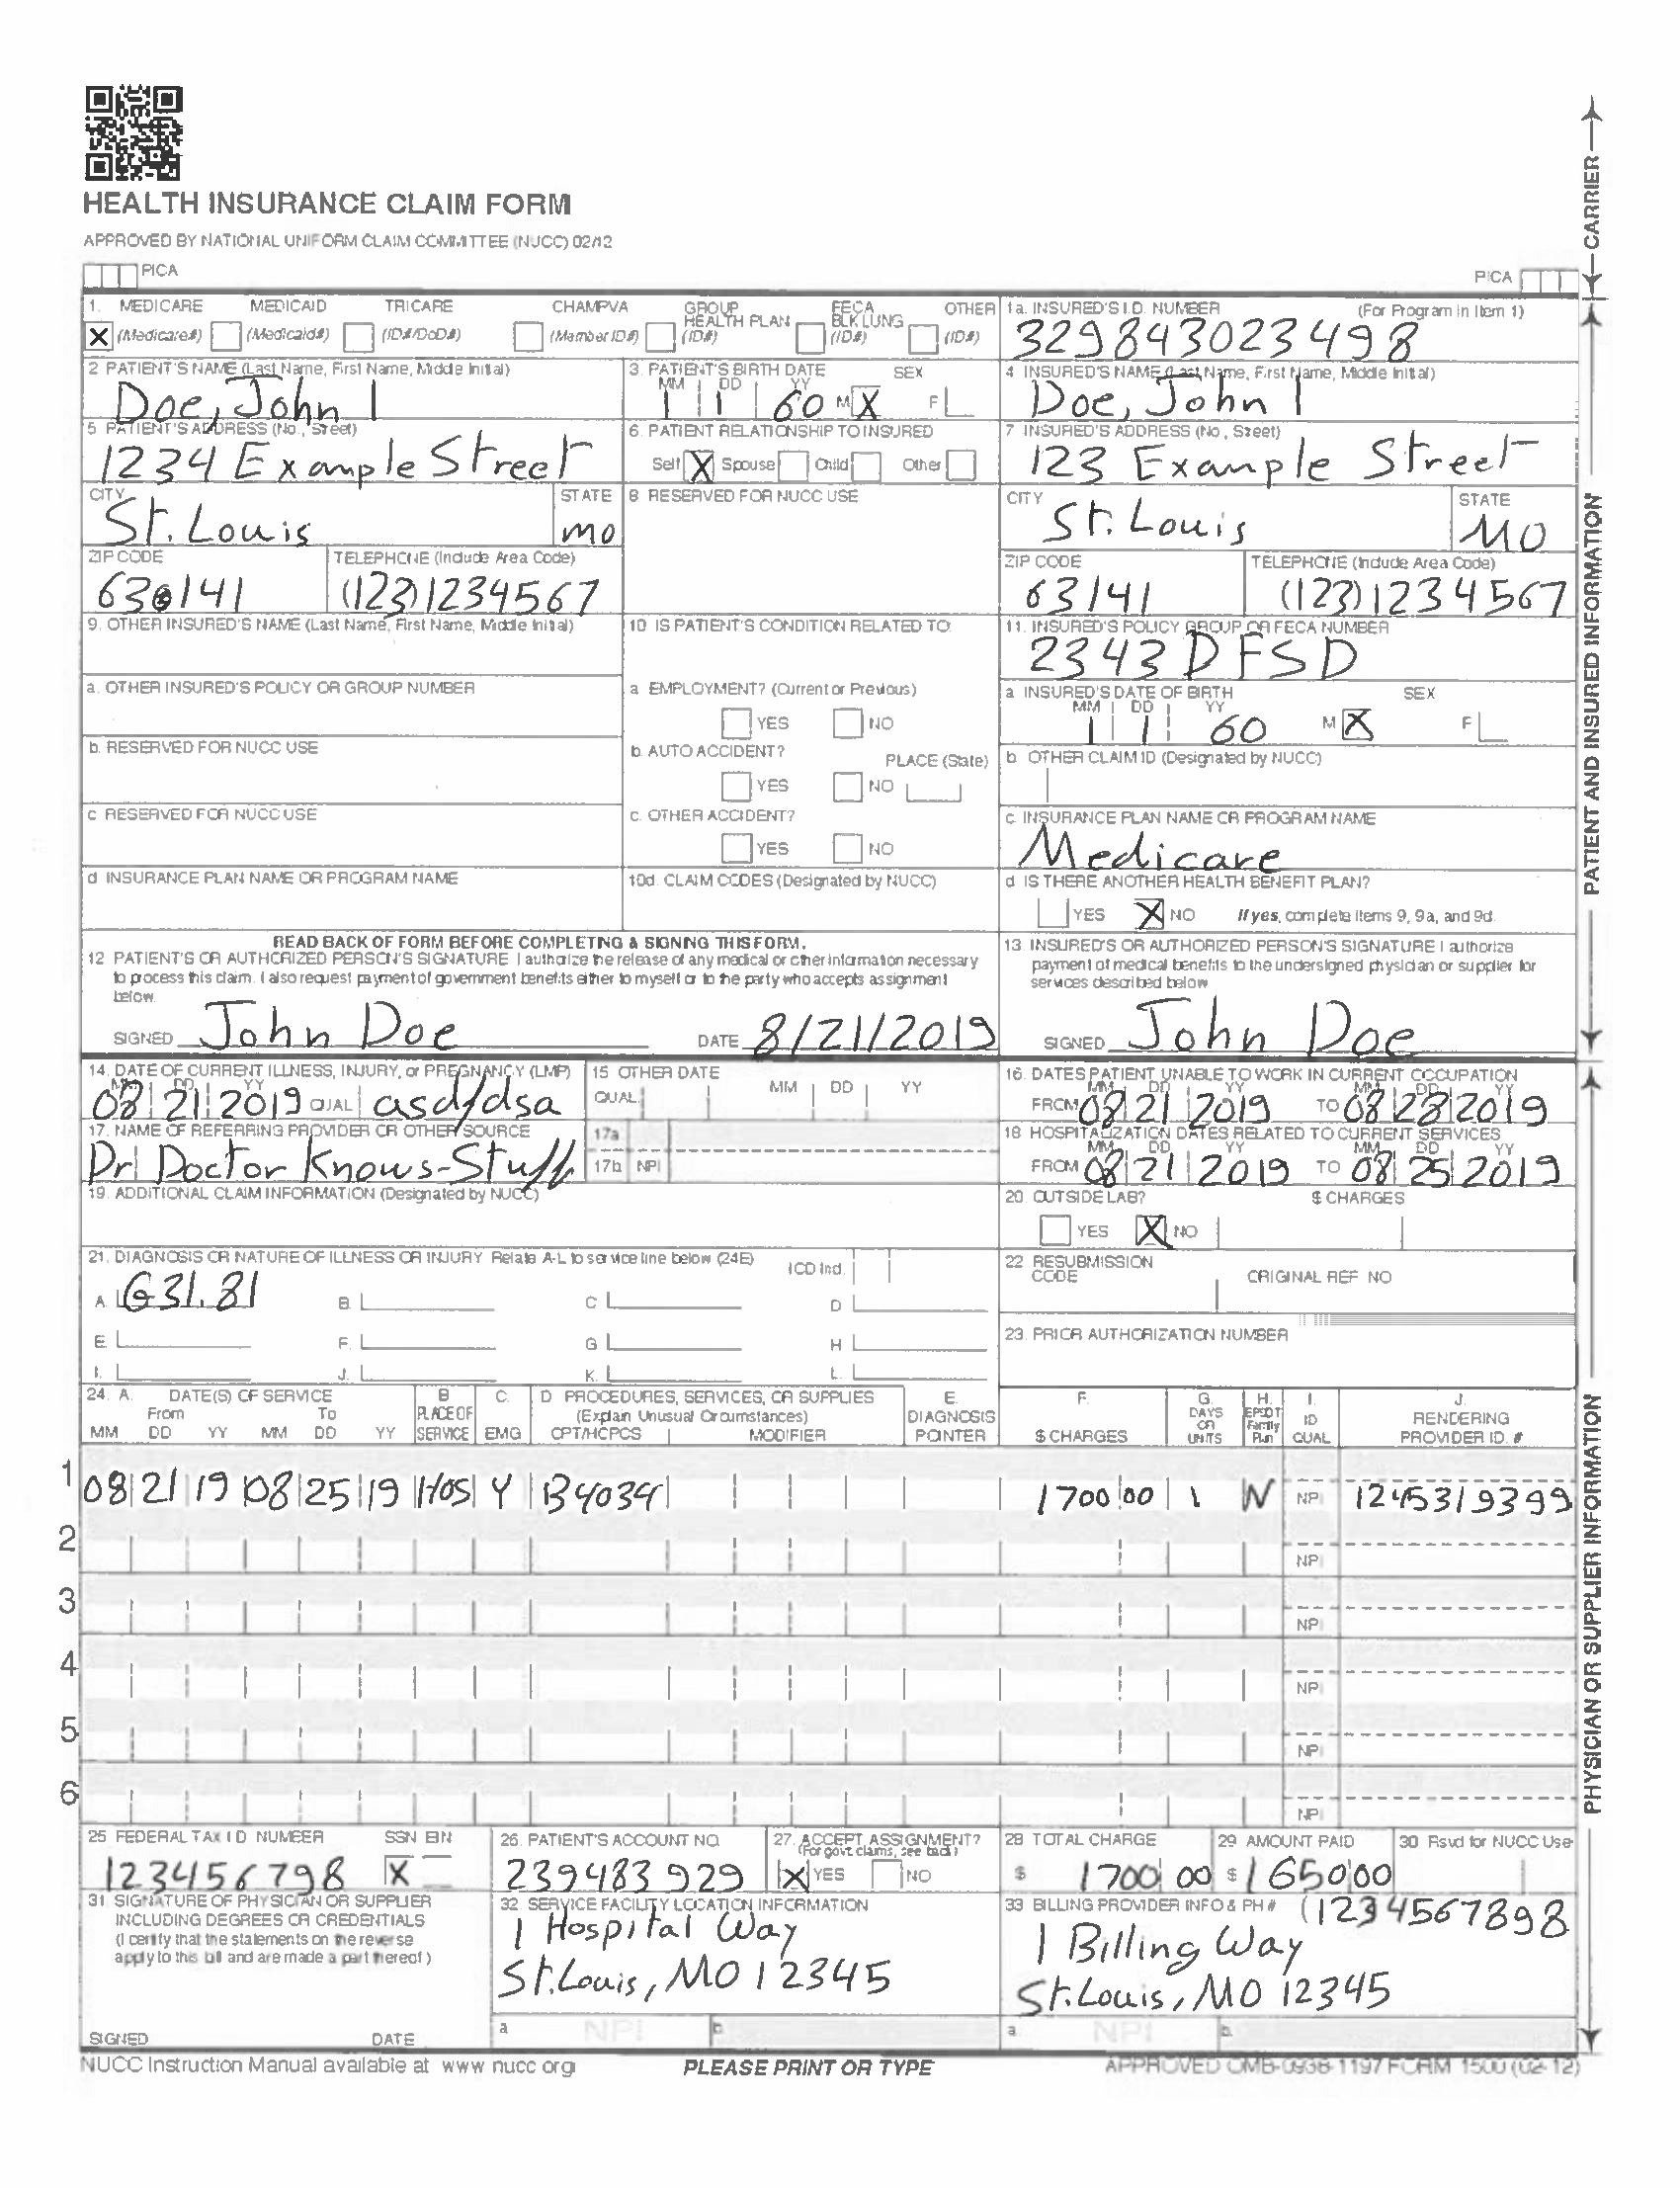 HEALTH INSURANCE CLAIM FORM
APPROVED BY NATIONAL UNIFORM CLAIM COMMITTEE (NUCC) 02/12
PICA
PICA
CARRIER
1. MEDICARE MEDICAID TRICARE CHAMPVA GROUP HEALTH PLAN FECA BLK LUNG OTHER
X (Medicare#) (Medicaid#) (ID#/DoD#) (Member ID#) (ID#) (ID#) (ID#)
1a. INSURED'S I.D. NUMBER (For Program in Item 1)
329843023498
2 PATIENT'S NAME (Last Name, First Name, Middle Initial)
Doe, John I
3. PATIENT'S BIRTH DATE SEX
MM DD YY
1 1 60 M X F
4 INSURED'S NAME (Last Name, First Name, Middle Initial)
Doe, John I
5 PATIENT'S ADDRESS (No., Street)
1234 Example Street
6. PATIENT RELATIONSHIP TO INSURED
Self X Spouse Child Other
7 INSURED'S ADDRESS (No., Street)
123 Example Street
CITY STATE
St. Louis MO
8 RESERVED FOR NUCC USE
CITY STATE
St. Louis MO
ZIP CODE TELEPHONE (Include Area Code)
(123)1234567
ZIP CODE TELEPHONE (Include Area Code)
63141 (123)1234567
9. OTHER INSURED'S NAME (Last Name, First Name, Middle Initial)
10 IS PATIENT'S CONDITION RELATED TO:
11. INSURED'S POLICY GROUP OR FECA NUMBER
2343DFSD
a. OTHER INSURED'S POLICY OR GROUP NUMBER
a EMPLOYMENT? (Current or Previous)
YES NO
a INSURED'S DATE OF BIRTH SEX
MM DD YY
1 1 60 M X F
b. RESERVED FOR NUCC USE
b. AUTO ACCIDENT? PLACE (State)
YES NO
b. OTHER CLAIM ID (Designated by NUCC)
c RESERVED FOR NUCC USE
c. OTHER ACCIDENT?
YES NO
c. INSURANCE PLAN NAME OR PROGRAM NAME
Medicare
d INSURANCE PLAN NAME OR PROGRAM NAME
10d. CLAIM CODES (Designated by NUCC)
d IS THERE ANOTHER HEALTH BENEFIT PLAN?
YES X NO If yes, complete items 9, 9a, and 9d.
READ BACK OF FORM BEFORE COMPLETING & SIGNING THIS FORM.
12 PATIENT'S OR AUTHORIZED PERSON'S SIGNATURE I authorize the release of any medical or other information necessary
to process this claim. I also request payment of government benefits either to myself or to the party who accepts assignment
below.
SIGNED John Doe DATE 8/21/2019
13 INSURED'S OR AUTHORIZED PERSON'S SIGNATURE I authorize
payment of medical benefits to the undersigned physician or supplier for
services described below
SIGNED John Doe
PATIENT AND INSURED INFORMATION
14. DATE OF CURRENT ILLNESS, INJURY, or PREGNANCY (LMP)
MM DD YY
08 21 2019 QUAL asdfdsa
15 OTHER DATE
QUAL. MM DD YY
16. DATES PATIENT UNABLE TO WORK IN CURRENT OCCUPATION
MM DD YY MM DD YY
FROM 08 21 2019 TO 08 28 2019
17. NAME OF REFERRING PROVIDER OR OTHER SOURCE
Dr Doctor Knows-Stuff
17a
17b NPI
18 HOSPITALIZATION DATES RELATED TO CURRENT SERVICES
MM DD YY MM DD YY
FROM 08 21 2019 TO 08 25 2019
19. ADDITIONAL CLAIM INFORMATION (Designated by NUCC)
20. OUTSIDE LAB? $ CHARGES
YES X NO
21. DIAGNOSIS OR NATURE OF ILLNESS OR INJURY Relate A-L to service line below (24E) ICD Ind.
A. G31.81 B. C. D.
E. F. G. H.
I. J. K. L.
22 RESUBMISSION CODE ORIGINAL REF NO
23. PRIOR AUTHORIZATION NUMBER
24. A. DATE(S) OF SERVICE B C. D PROCEDURES, SERVICES, OR SUPPLIES E. F. G. H. I. J.
From To PLACE OF SERVICE EMG (Explain Unusual Circumstances) DIAGNOSIS POINTER $ CHARGES DAYS OR UNITS EPSDT Family Plan ID QUAL RENDERING PROVIDER ID. #
MM DD YY MM DD YY CPT/HCPCS MODIFIER
1 08 21 19 08 25 19 Hos Y B4034 1700 00 1 N NPI 1245319399
2 NPI
3 NPI
4 NPI
5 NPI
6 NPI
25 FEDERAL TAX I D NUMBER SSN EIN
123456798 X
26. PATIENT'S ACCOUNT NO.
239483929
27. ACCEPT ASSIGNMENT?
(For govt. claims, see back)
X YES NO
28 TOTAL CHARGE
$ 1700 00
29 AMOUNT PAID
$ 1650 00
30 Rsvd for NUCC Use
31 SIGNATURE OF PHYSICIAN OR SUPPLIER
INCLUDING DEGREES OR CREDENTIALS
(I certify that the statements on the reverse
apply to this bill and are made a part thereof.)
SIGNED DATE
32. SERVICE FACILITY LOCATION INFORMATION
1 Hospital Way
St. Louis, MO 12345
a NPI b.
33 BILLING PROVIDER INFO & PH # (1234567898
1 Billing Way
St. Louis, MO 12345
a NPI b.
PHYSICIAN OR SUPPLIER INFORMATION
NUCC Instruction Manual available at www nucc org
PLEASE PRINT OR TYPE
APPROVED OMB-0938-1197 FORM 1500 (02-12)